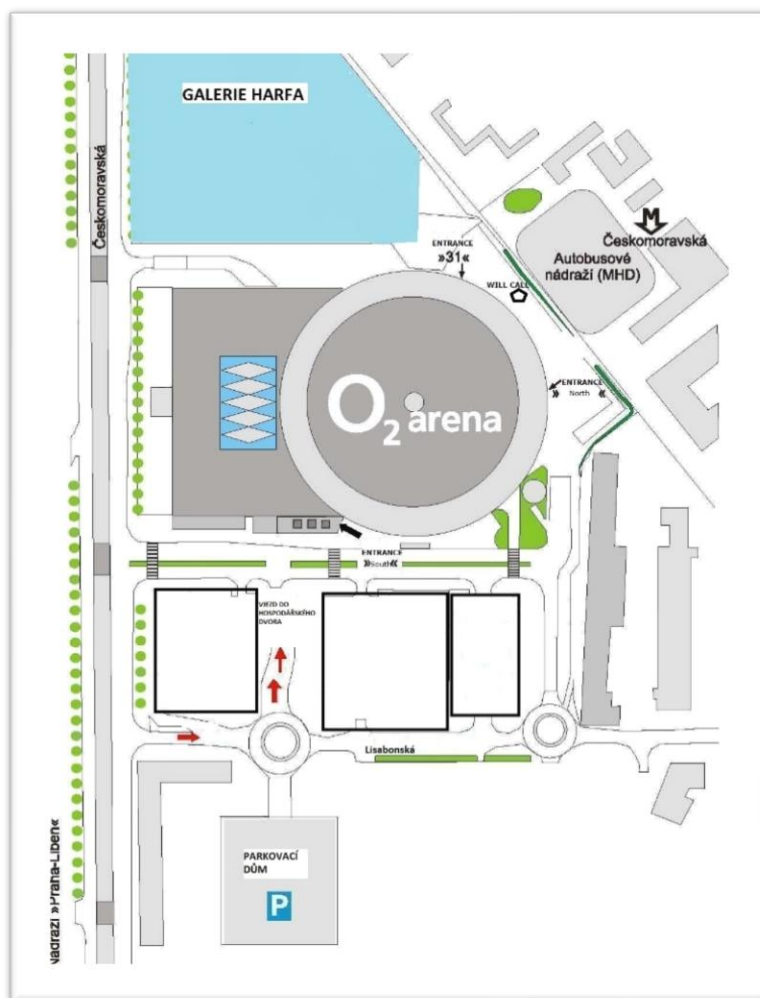 GALERIE HARFA
Českomoravská
M
Českomoravská
Autobusové
nádraží (MHD)
ENTRANCE
»31«
WILL CALL
ENTRANCE
» North «
O2 arena
ENTRANCE
»South«
VJEZD DO
HOSPODÁŘSKÉHO
DVORA
Lisabonská
PARKOVACÍ
DŮM
P
Nádraží »Praha-Libeň«